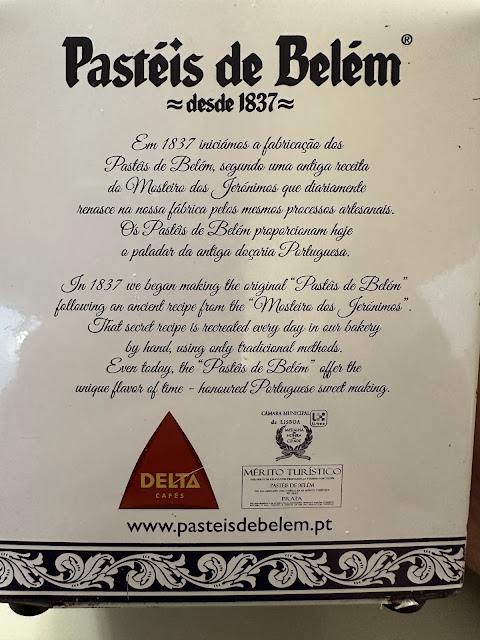 Pastéis de Belém®
≈desde 1837≈
Em 1837 iniciámos a fabricação dos
Pastéis de Belém, segundo uma antiga receita
do Mosteiro dos Jerónimos que diariamente
renasce na nossa fábrica pelos mesmos processos artesanais.
Os Pastéis de Belém proporcionam hoje
o paladar da antiga doçaria Portuguesa.
In 1837 we began making the original “Pastéis de Belém”
following an ancient recipe from the “Mosteiro dos Jerónimos”.
That secret recipe is recreated every day in our bakery
by hand, using only tradicional methods.
Even today, the “Pastéis de Belém” offer the
unique flavor of time - honoured Portuguese sweet making.
DELTA
CAFÉS
CÂMARA MUNICIPAL
de LISBOA
MÉRITO TURÍSTICO
PASTÉIS DE BELÉM
PRATA
www.pasteisdebelem.pt